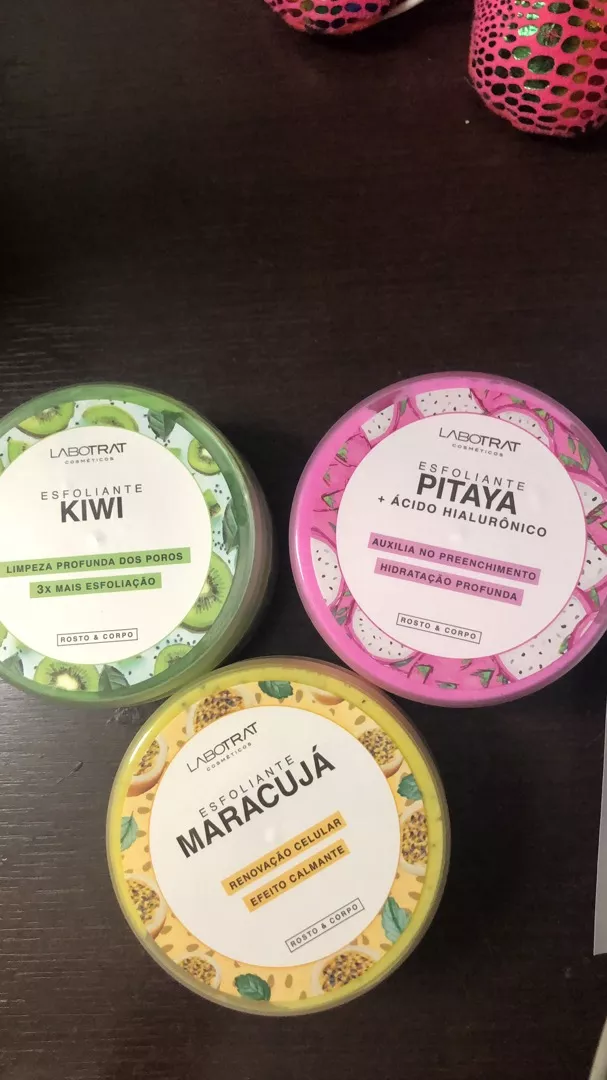 LABOTRAT
COSMÉTICOS
ESFOLIANTE
KIWI
LIMPEZA PROFUNDA DOS POROS
3X MAIS ESFOLIAÇÃO
ROSTO & CORPO
LABOTRAT
COSMÉTICOS
ESFOLIANTE
PITAYA
+ ÁCIDO HIALURÔNICO
AUXILIA NO PREENCHIMENTO
HIDRATAÇÃO PROFUNDA
ROSTO & CORPO
LABOTRAT
COSMÉTICOS
ESFOLIANTE
MARACUJÁ
RENOVAÇÃO CELULAR
EFEITO CALMANTE
ROSTO & CORPO